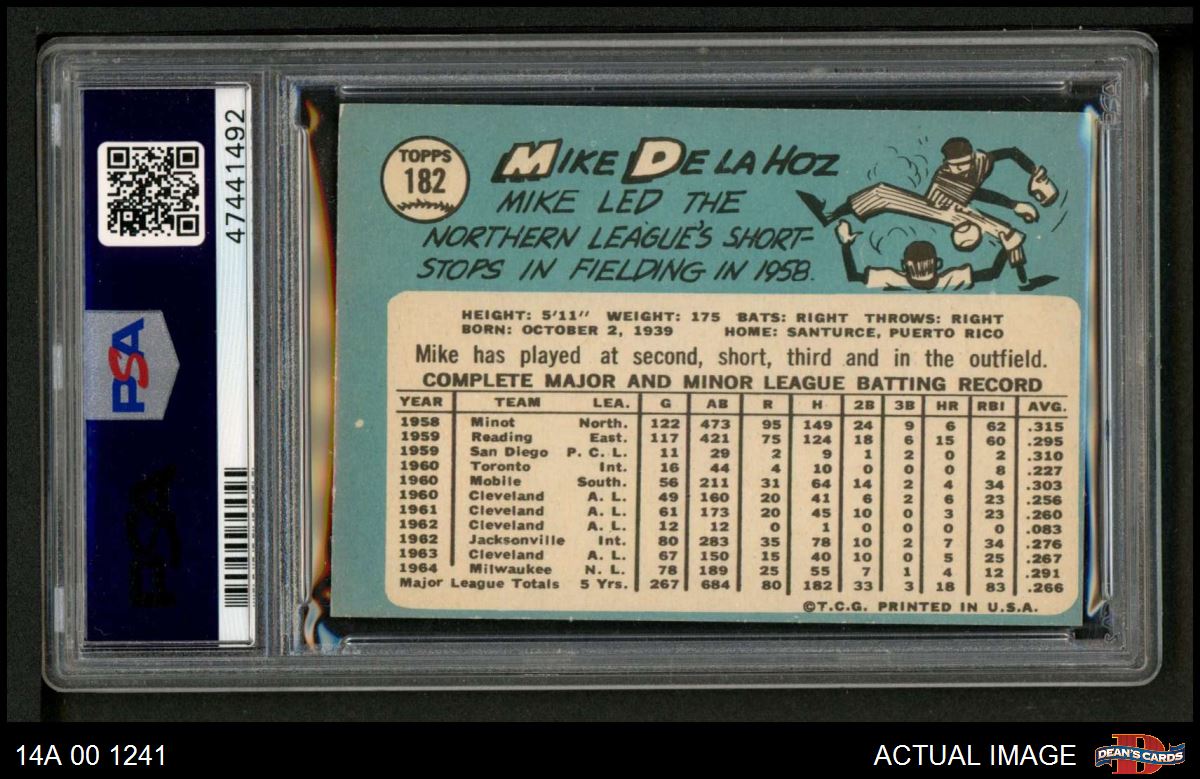 47441492
PSA
PSA
TOPPS
182
MIKE DE LA HOZ
MIKE LED THE
NORTHERN LEAGUE'S SHORT-
STOPS IN FIELDING IN 1958.
HEIGHT: 5'11" WEIGHT: 175 BATS: RIGHT THROWS: RIGHT
BORN: OCTOBER 2, 1939 HOME: SANTURCE, PUERTO RICO
Mike has played at second, short, third and in the outfield.
COMPLETE MAJOR AND MINOR LEAGUE BATTING RECORD
YEAR TEAM LEA. G AB R H 2B 3B HR RBI AVG.
1958 Minot North. 122 473 95 149 24 9 6 62 .315
1959 Reading East. 117 421 75 124 18 6 15 60 .295
1959 San Diego P. C. L. 11 29 2 9 1 2 0 2 .310
1960 Toronto Int. 16 44 4 10 0 0 0 8 .227
1960 Mobile South. 56 211 31 64 14 2 4 34 .303
1960 Cleveland A. L. 49 160 20 41 6 2 6 23 .256
1961 Cleveland A. L. 61 173 20 45 10 0 3 23 .260
1962 Cleveland A. L. 12 12 0 1 0 0 0 0 .083
1962 Jacksonville Int. 80 283 35 78 10 2 7 34 .276
1963 Cleveland A. L. 67 150 15 40 10 0 5 25 .267
1964 Milwaukee N. L. 78 189 25 55 7 1 4 12 .291
Major League Totals 5 Yrs. 267 684 80 182 33 3 18 83 .266
©T.C.G. PRINTED IN U.S.A.
14A 00 1241
ACTUAL IMAGE
DEAN'S CARDS